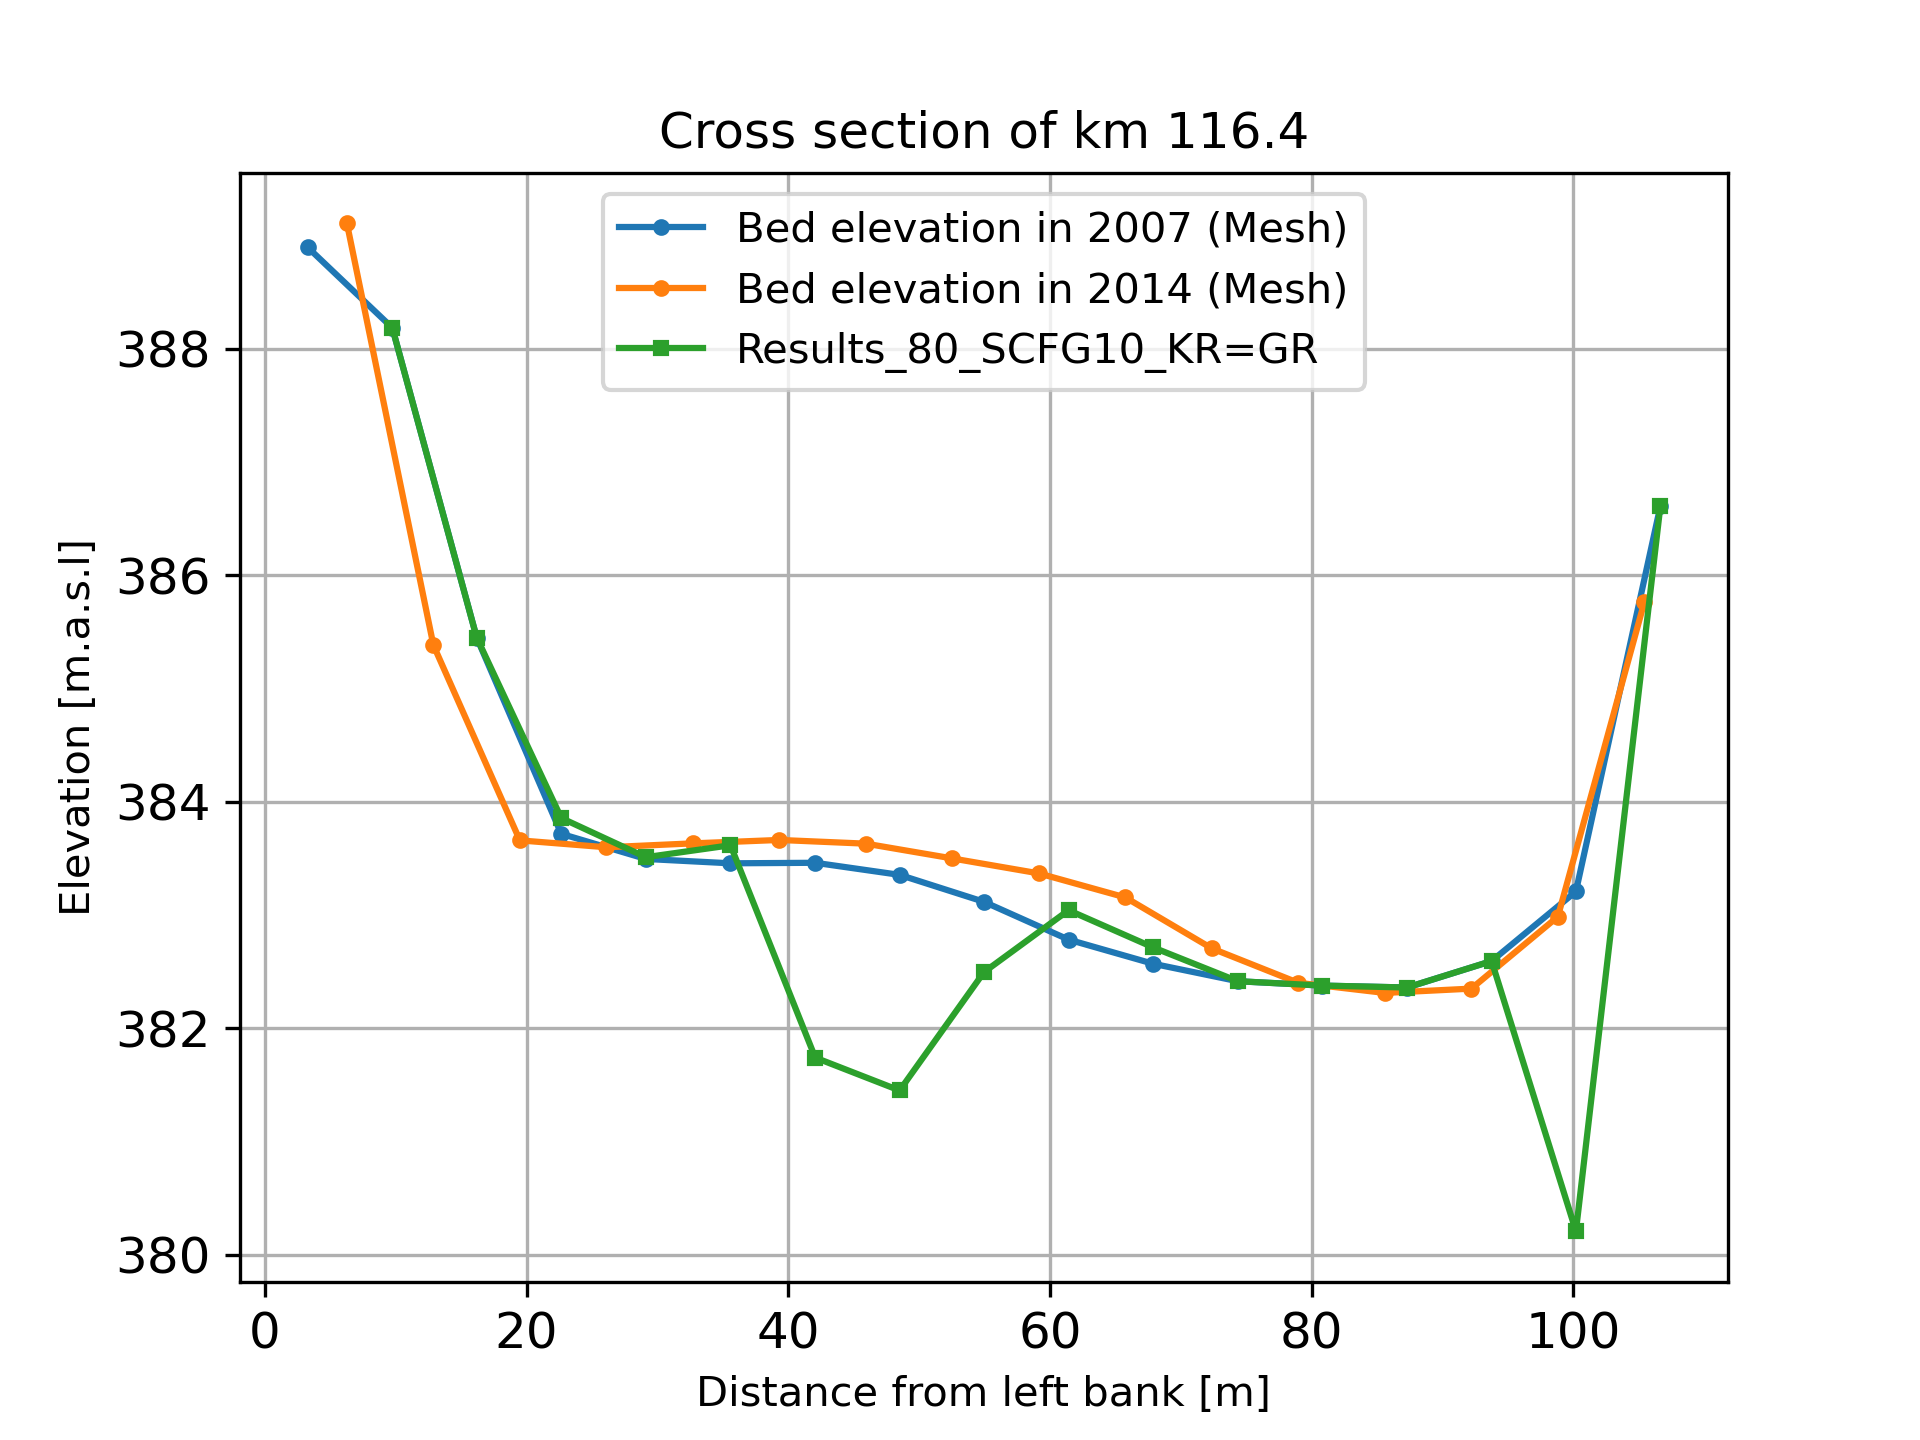 Cross section of km 116.4
Bed elevation in 2007 (Mesh)
Bed elevation in 2014 (Mesh)
Results_80_SCFG10_KR=GR
388
386
384
382
380
Elevation [m.a.s.l]
0 20 40 60 80 100
Distance from left bank [m]